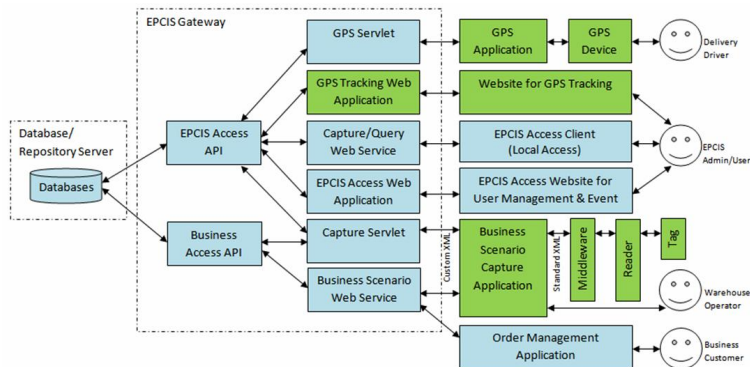 EPCIS Gateway
GPS Servlet
GPS
Application
GPS
Device
Delivery
Driver
GPS Tracking Web
Application
Website for GPS Tracking
Database/
Repository Server
Databases
EPCIS Access
API
Capture/Query
Web Service
EPCIS Access Client
(Local Access)
EPCIS
Admin/User
EPCIS Access Web
Application
EPCIS Access Website for
User Management & Event
Business
Access API
Capture Servlet
Custom XML
Business
Scenario
Capture
Application
Standard XML
Middleware
Reader
Tag
Business Scenario
Web Service
Warehouse
Operator
Order Management
Application
Business
Customer